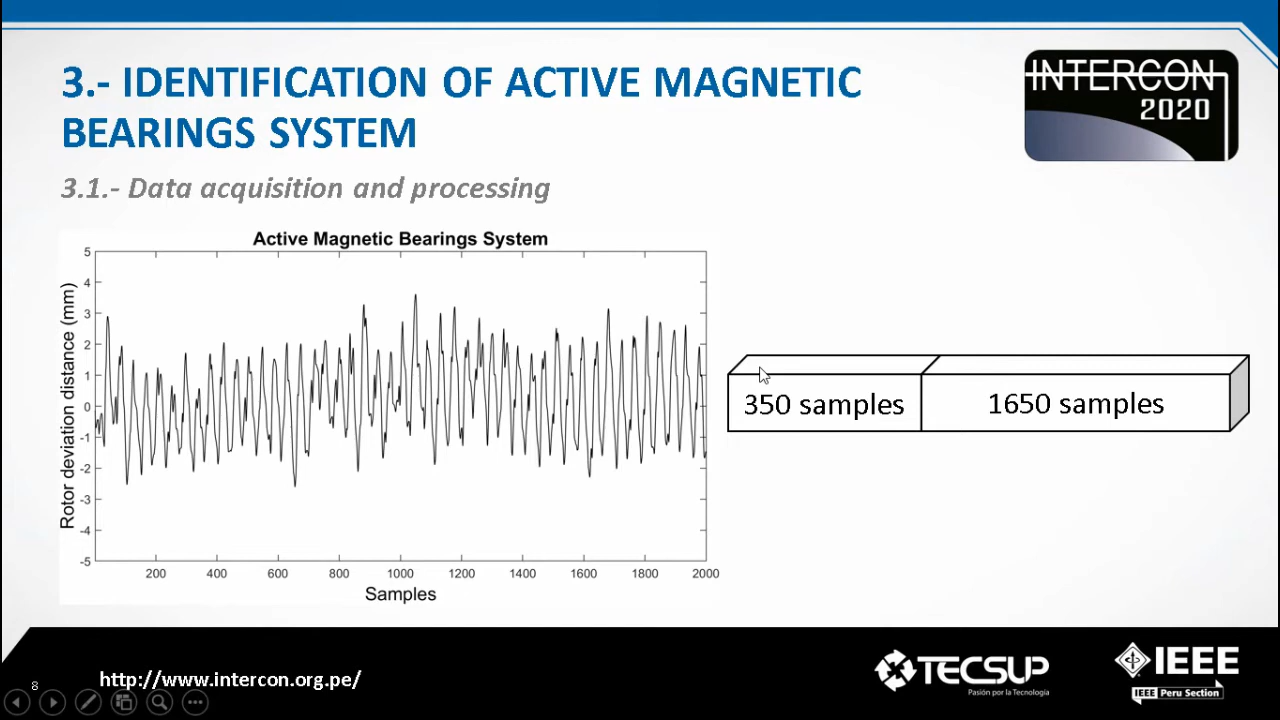 3.- IDENTIFICATION OF ACTIVE MAGNETIC
BEARINGS SYSTEM
INTERCON
2020
3.1.- Data acquisition and processing
Active Magnetic Bearings System
Rotor deviation distance (mm)
5
4
3
2
1
0
-1
-2
-3
-4
-5
200 400 600 800 1000 1200 1400 1600 1800 2000
Samples
350 samples
1650 samples
8
http://www.intercon.org.pe/
TECSUP
Pasión por la Tecnología
IEEE
IEEE Peru Section